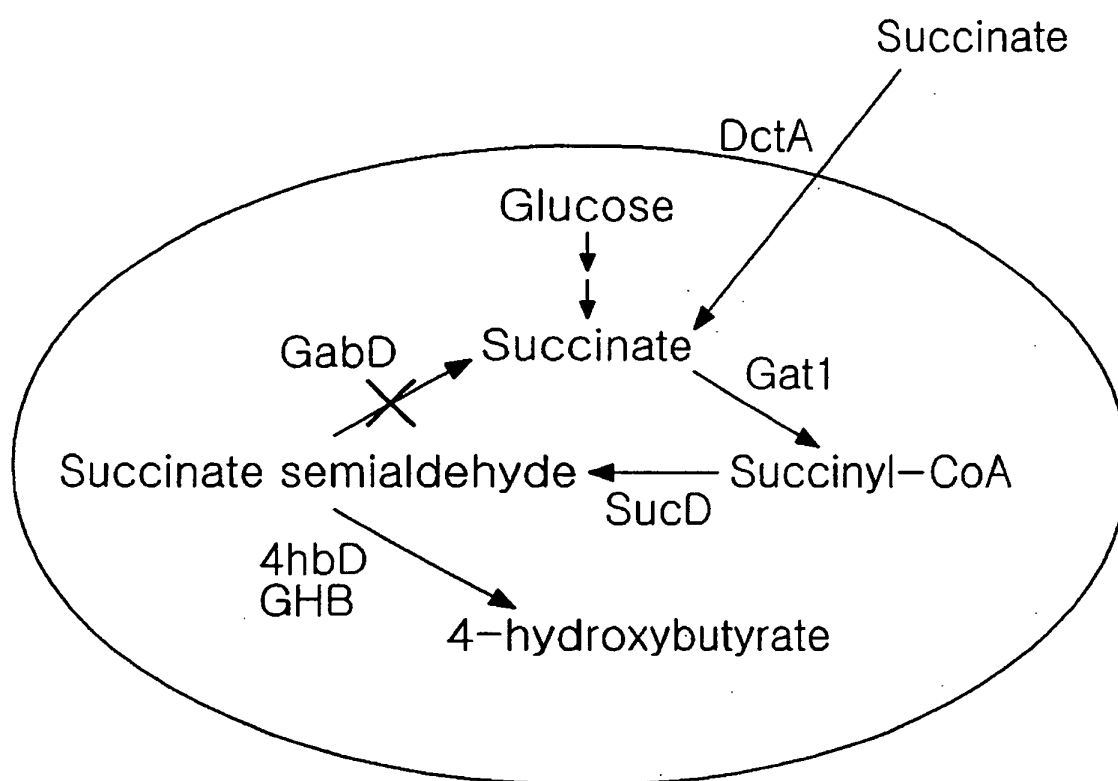 Succinate
DctA
Glucose
GabD
Succinate
Gat1
Succinate semialdehyde
Succinyl-CoA
SucD
4hbD
GHB
4-hydroxybutyrate